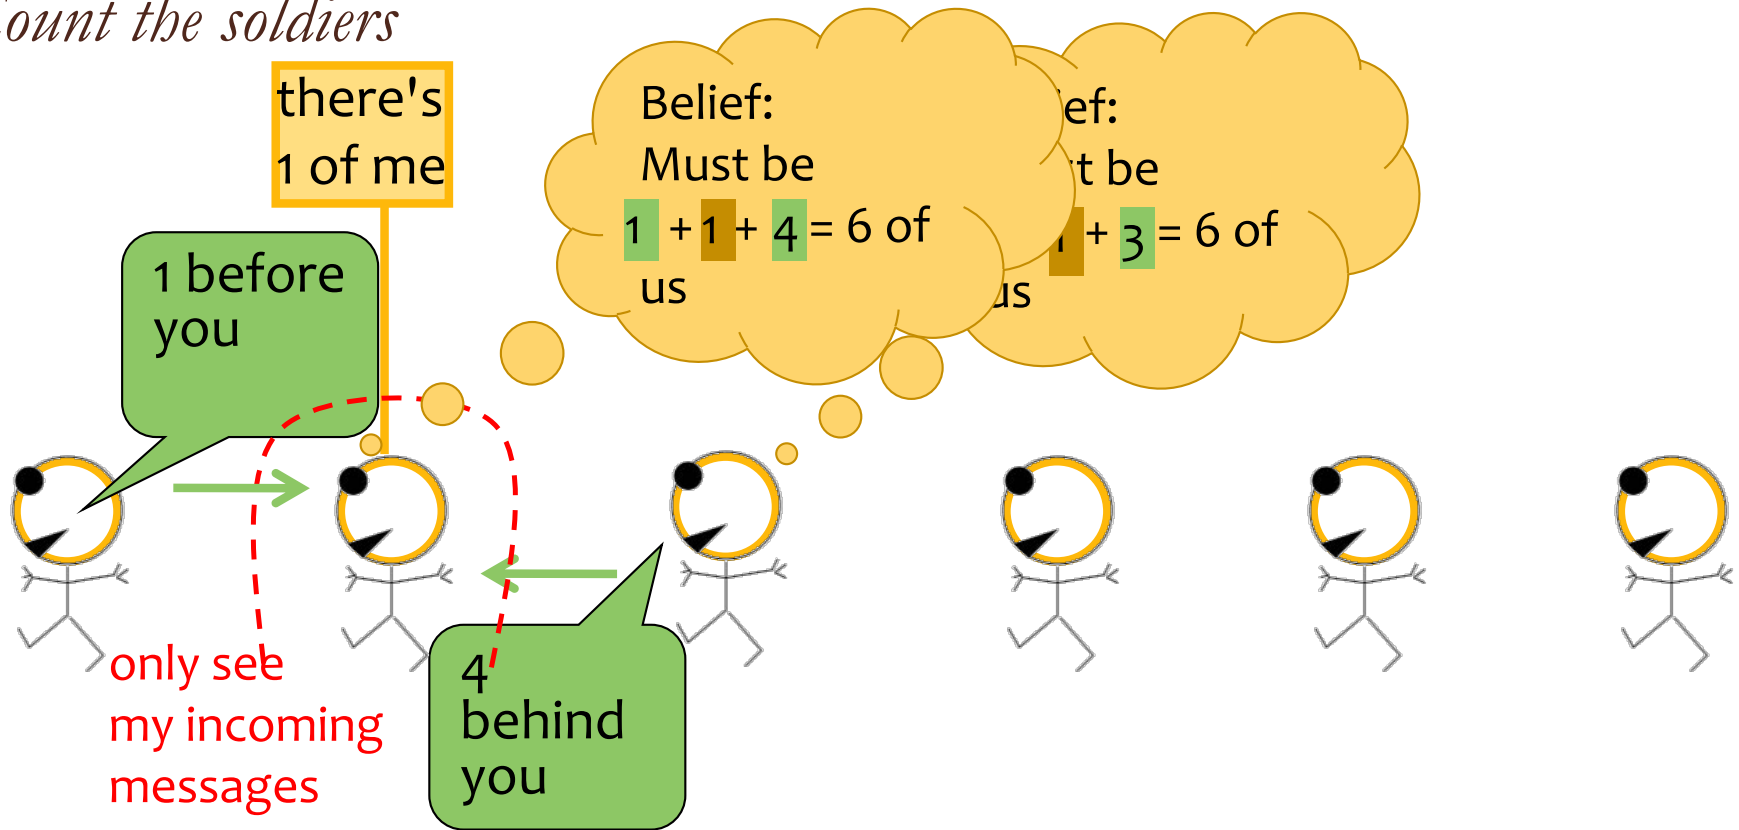 ount the soldiers
there's
1 of me
Belief:
Must be
1 + 1 + 4 = 6 of
us
ef:
t be
1 + 3 = 6 of
us
1 before
you
only see
my incoming
messages
4
behind
you